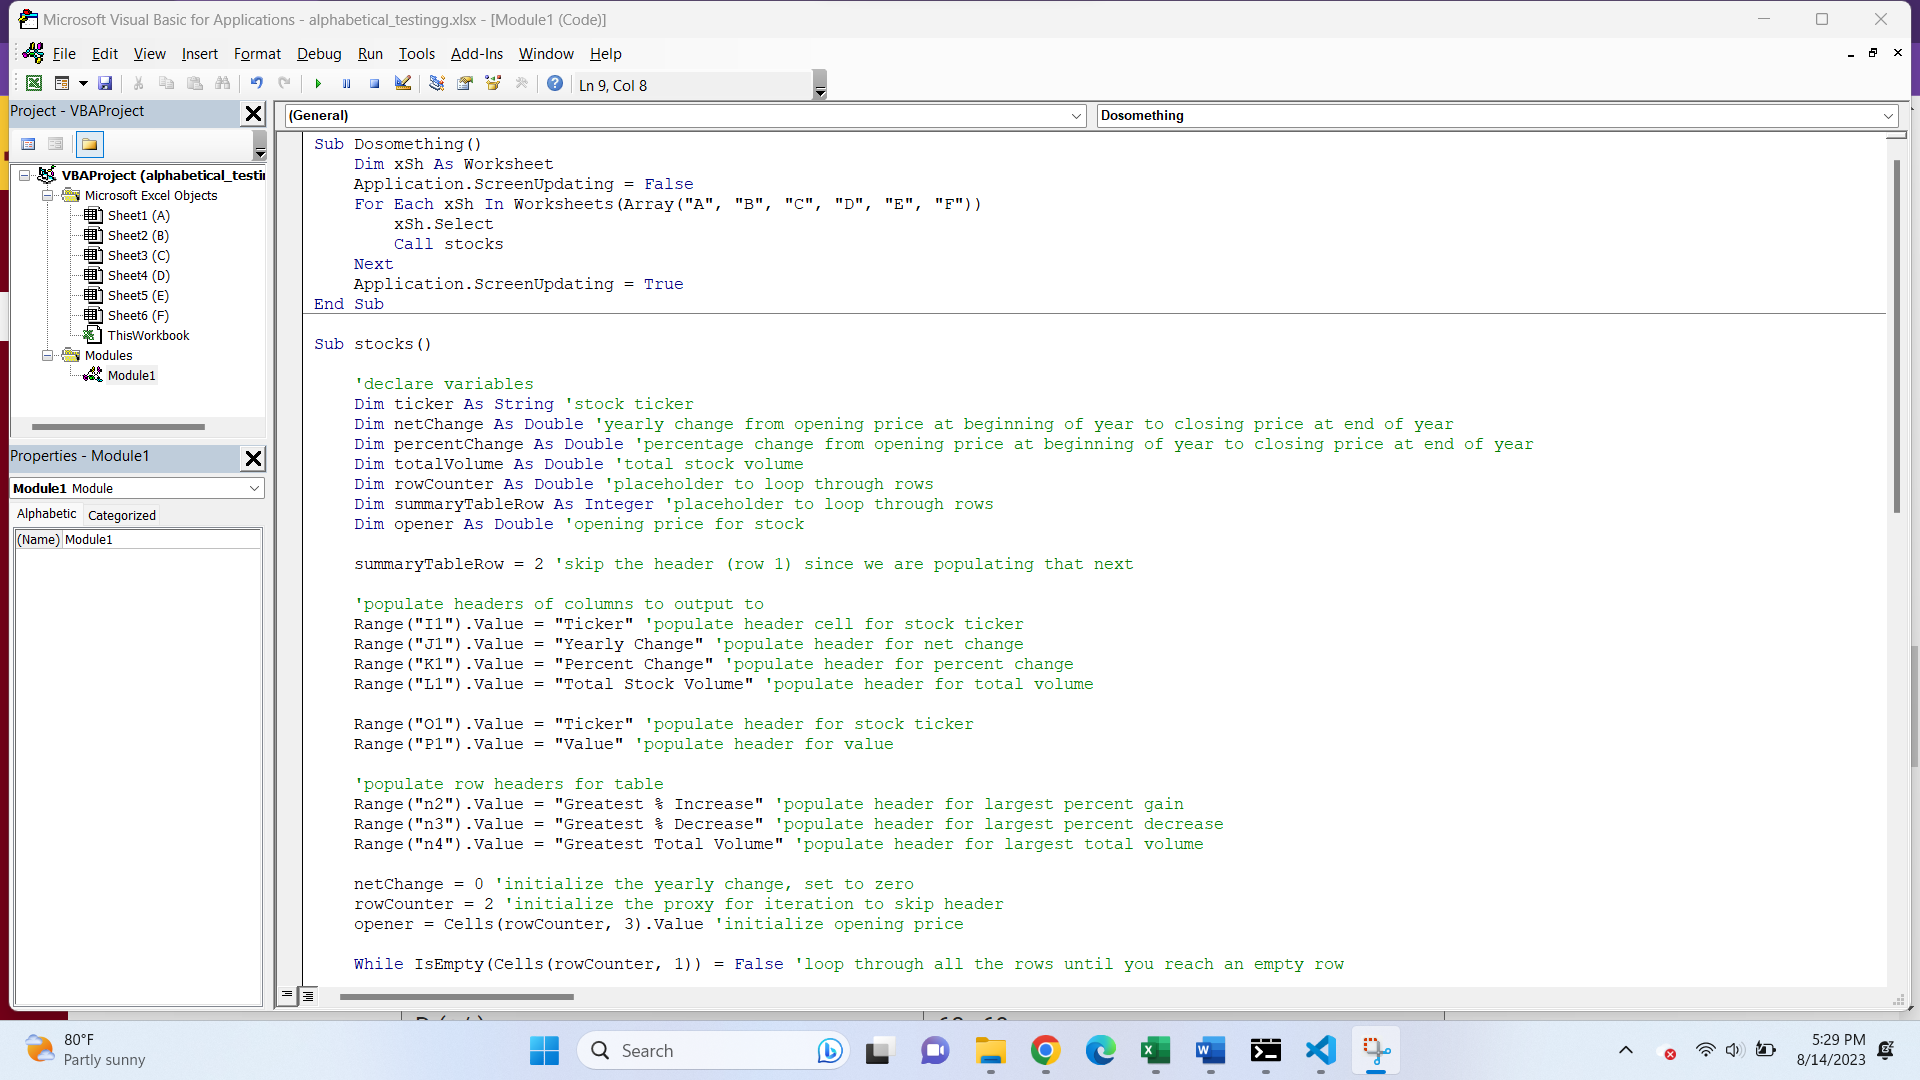 Microsoft Visual Basic for Applications - alphabetical_testingg.xlsx - [Module1 (Code)]
File Edit View Insert Format Debug Run Tools Add-Ins Window Help
Ln 9, Col 8
Project - VBAProject
(General)
Dosomething
VBAProject (alphabetical_testin
Microsoft Excel Objects
Sheet1 (A)
Sheet2 (B)
Sheet3 (C)
Sheet4 (D)
Sheet5 (E)
Sheet6 (F)
ThisWorkbook
Modules
Module1
Properties - Module1
Module1 Module
Alphabetic Categorized
(Name) Module1
Sub Dosomething()
Dim xSh As Worksheet
Application.ScreenUpdating = False
For Each xSh In Worksheets(Array("A", "B", "C", "D", "E", "F"))
xSh.Select
Call stocks
Next
Application.ScreenUpdating = True
End Sub
Sub stocks()
'declare variables
Dim ticker As String 'stock ticker
Dim netChange As Double 'yearly change from opening price at beginning of year to closing price at end of year
Dim percentChange As Double 'percentage change from opening price at beginning of year to closing price at end of year
Dim totalVolume As Double 'total stock volume
Dim rowCounter As Double 'placeholder to loop through rows
Dim summaryTableRow As Integer 'placeholder to loop through rows
Dim opener As Double 'opening price for stock
summaryTableRow = 2 'skip the header (row 1) since we are populating that next
'populate headers of columns to output to
Range("I1").Value = "Ticker" 'populate header cell for stock ticker
Range("J1").Value = "Yearly Change" 'populate header for net change
Range("K1").Value = "Percent Change" 'populate header for percent change
Range("L1").Value = "Total Stock Volume" 'populate header for total volume
Range("O1").Value = "Ticker" 'populate header for stock ticker
Range("P1").Value = "Value" 'populate header for value
'populate row headers for table
Range("n2").Value = "Greatest % Increase" 'populate header for largest percent gain
Range("n3").Value = "Greatest % Decrease" 'populate header for largest percent decrease
Range("n4").Value = "Greatest Total Volume" 'populate header for largest total volume
netChange = 0 'initialize the yearly change, set to zero
rowCounter = 2 'initialize the proxy for iteration to skip header
opener = Cells(rowCounter, 3).Value 'initialize opening price
While IsEmpty(Cells(rowCounter, 1)) = False 'loop through all the rows until you reach an empty row
80°F
Partly sunny
Search
5:29 PM
8/14/2023